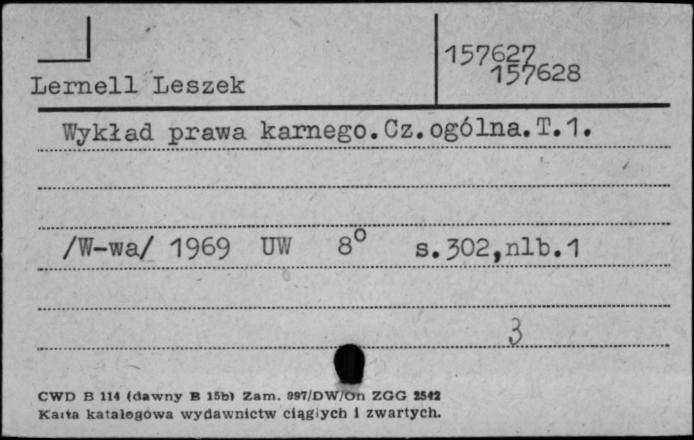 157627
157628
Lernell Leszek
Wykład prawa karnego.Cz.ogólna.T.1.
/W-wa/ 1969 UW 8° s.302,nlb.1
3
CWD B 114 (dawny B 15b) Zam. 997/DW/On ZGG 2542
Karta katalogowa wydawnictw ciągłych i zwartych.